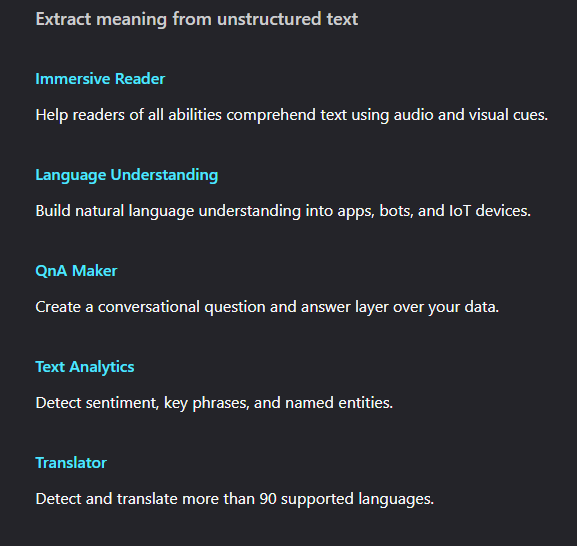 Extract meaning from unstructured text
Immersive Reader
Help readers of all abilities comprehend text using audio and visual cues.
Language Understanding
Build natural language understanding into apps, bots, and IoT devices.
QnA Maker
Create a conversational question and answer layer over your data.
Text Analytics
Detect sentiment, key phrases, and named entities.
Translator
Detect and translate more than 90 supported languages.